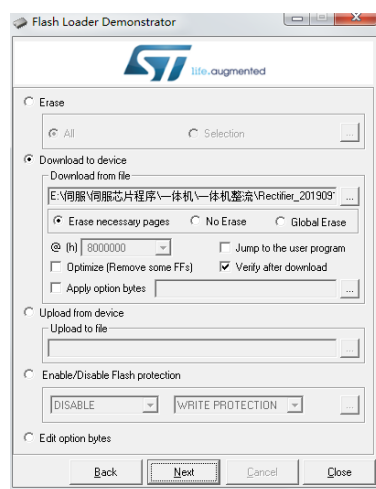 Flash Loader Demonstrator
life.augmented
Erase
All Selection ...
Download to device
Download from file
E:\伺服\伺服芯片程序\一体机\一体机整流\Rectifier_201909 ...
Erase necessary pages No Erase Global Erase
@ (h) 8000000 Jump to the user program
Optimize (Remove some FFs) Verify after download
Apply option bytes ...
Upload from device
Upload to file
...
Enable/Disable Flash protection
DISABLE WRITE PROTECTION ...
Edit option bytes
Back Next Cancel Close